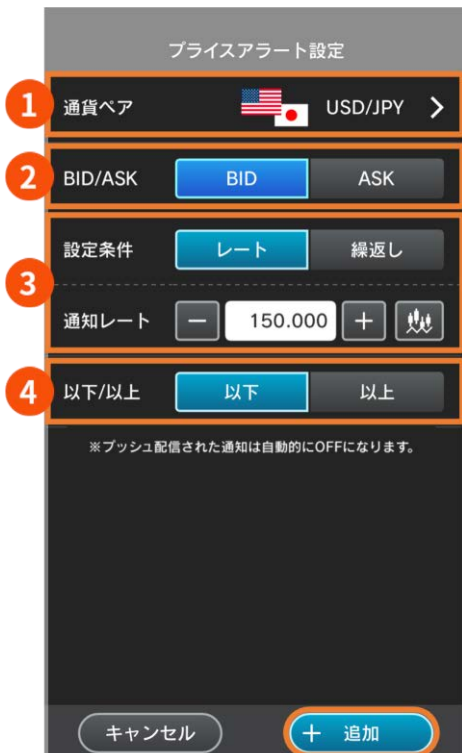 プライスアラート設定
1 通貨ペア USD/JPY >
2 BID/ASK BID ASK
3 設定条件 レート 繰返し
通知レート − 150.000 +
4 以下/以上 以下 以上
※プッシュ配信された通知は自動的にOFFになります。
キャンセル + 追加